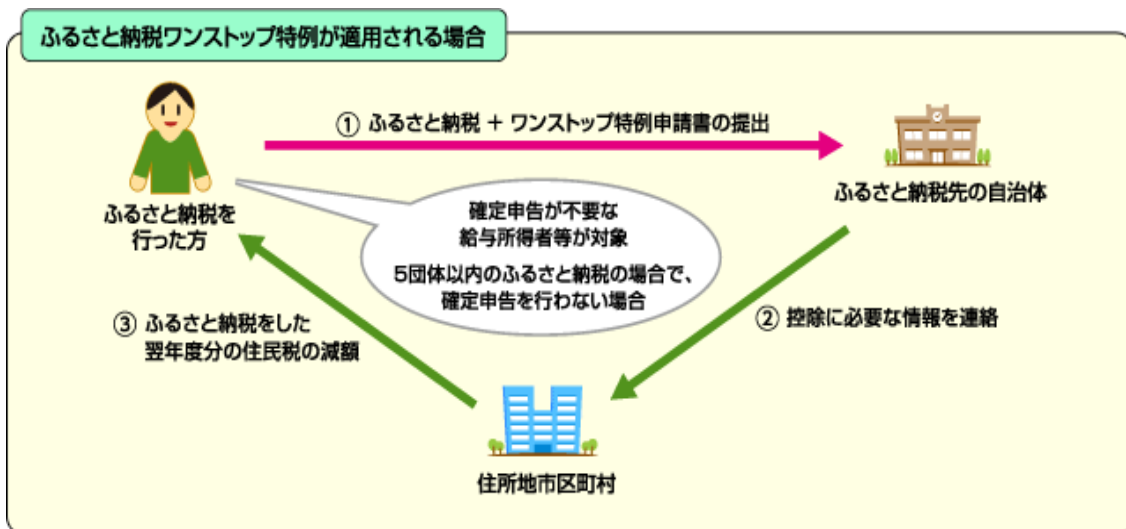 ふるさと納税ワンストップ特例が適用される場合
① ふるさと納税 + ワンストップ特例申請書の提出
ふるさと納税を
行った方
ふるさと納税先の自治体
確定申告が不要な
給与所得者等が対象
5団体以内のふるさと納税の場合で、
確定申告を行わない場合
② 控除に必要な情報を連絡
③ ふるさと納税をした
翌年度分の住民税の減額
住所地市区町村